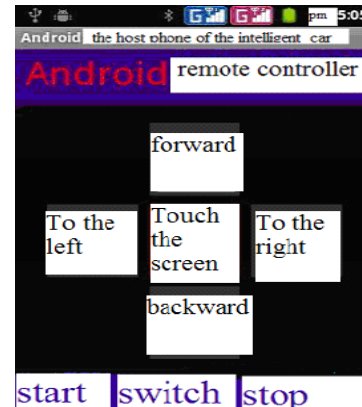 G G pm 5:05
Android the host phone of the intelligent car
Android remote controller
forward
To the
left
Touch
the
screen
To the
right
backward
start switch stop